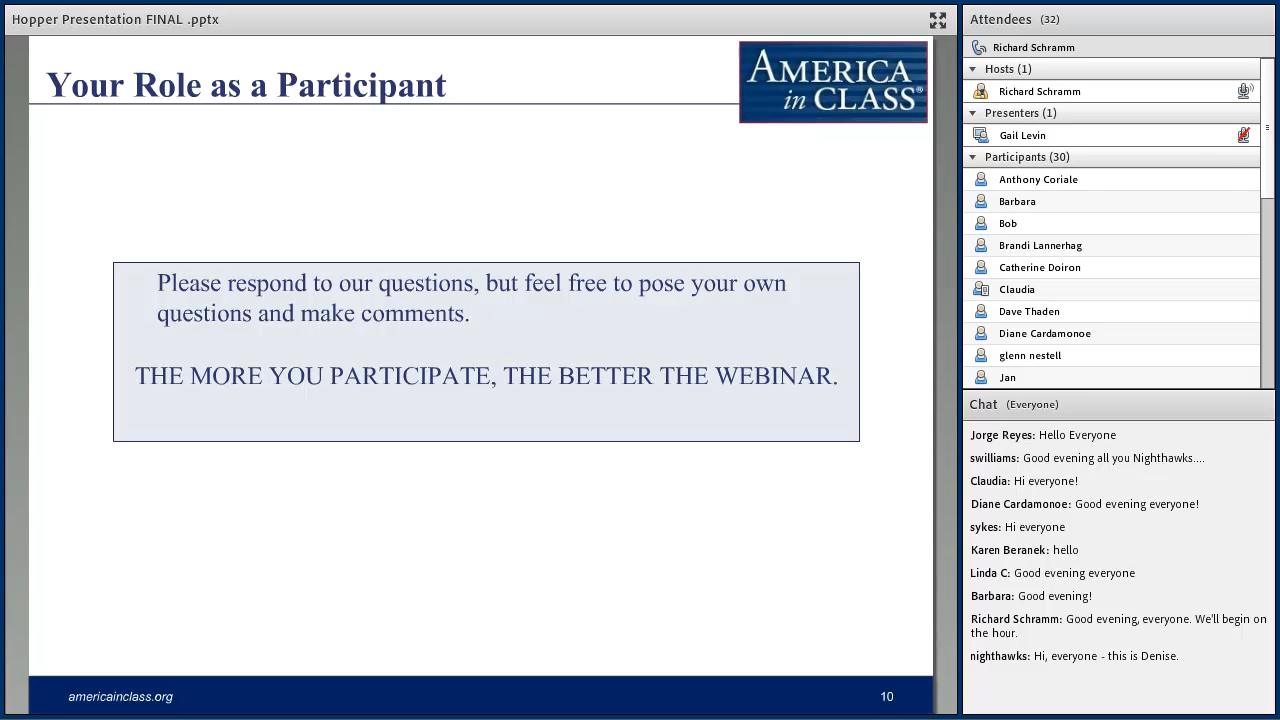 Hopper Presentation FINAL .pptx
Your Role as a Participant
AMERICA
in CLASS®
Please respond to our questions, but feel free to pose your own
questions and make comments.
THE MORE YOU PARTICIPATE, THE BETTER THE WEBINAR.
americainclass.org
10
Attendees (32)
Richard Schramm
Hosts (1)
Richard Schramm
Presenters (1)
Gail Levin
Participants (30)
Anthony Coriale
Barbara
Bob
Brandi Lannerhag
Catherine Doiron
Claudia
Dave Thaden
Diane Cardamonoe
glenn nestell
Jan
Chat (Everyone)
Jorge Reyes: Hello Everyone
swilliams: Good evening all you Nighthawks....
Claudia: Hi everyone!
Diane Cardamonoe: Good evening everyone!
sykes: Hi everyone
Karen Beranek: hello
Linda C: Good evening everyone
Barbara: Good evening!
Richard Schramm: Good evening, everyone. We'll begin on
the hour.
nighthawks: Hi, everyone - this is Denise.